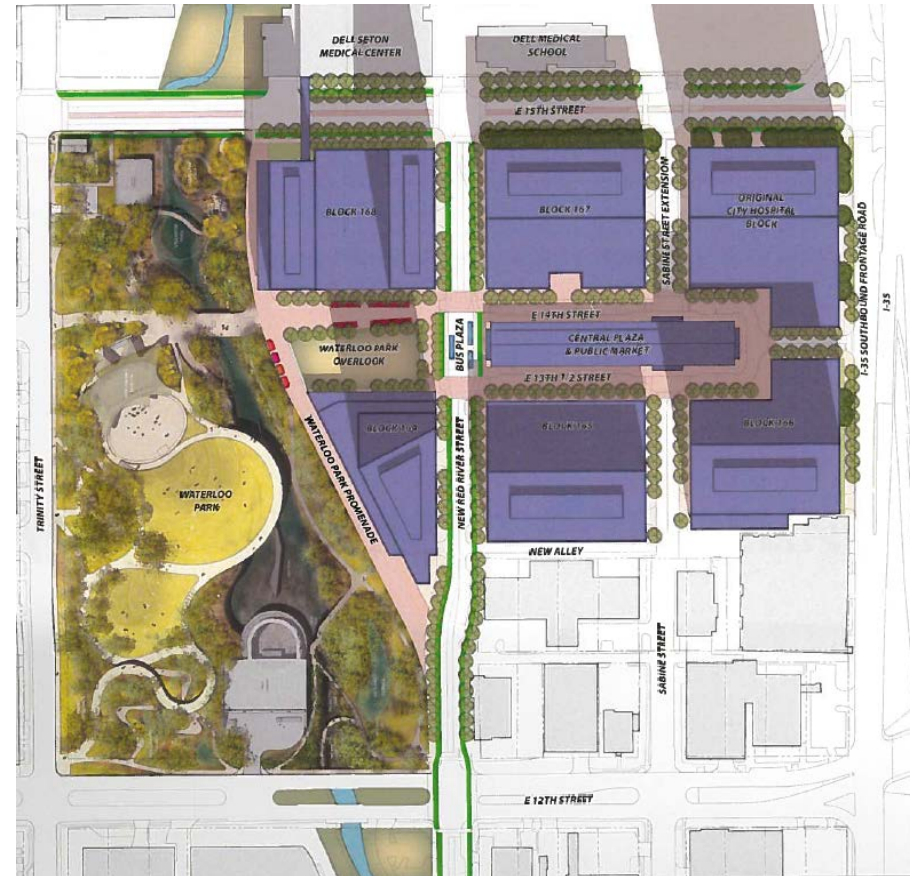 DELL SETON
MEDICAL CENTER
DELL MEDICAL
SCHOOL
E 15TH STREET
BLOCK 168
BLOCK 167
SABINE STREET EXTENSION
ORIGINAL
CITY HOSPITAL
BLOCK
I-35 SOUTHBOUND FRONTAGE ROAD
I-35
E 14TH STREET
WATERLOO PARK
OVERLOOK
BUS PLAZA
CENTRAL PLAZA
& PUBLIC MARKET
E 13TH 1/2 STREET
WATERLOO PARK PROMENADE
BLOCK
NEW RED RIVER STREET
BLOCK 165
BLOCK 166
TRINITY STREET
WATERLOO
PARK
NEW ALLEY
SABINE STREET
E 12TH STREET